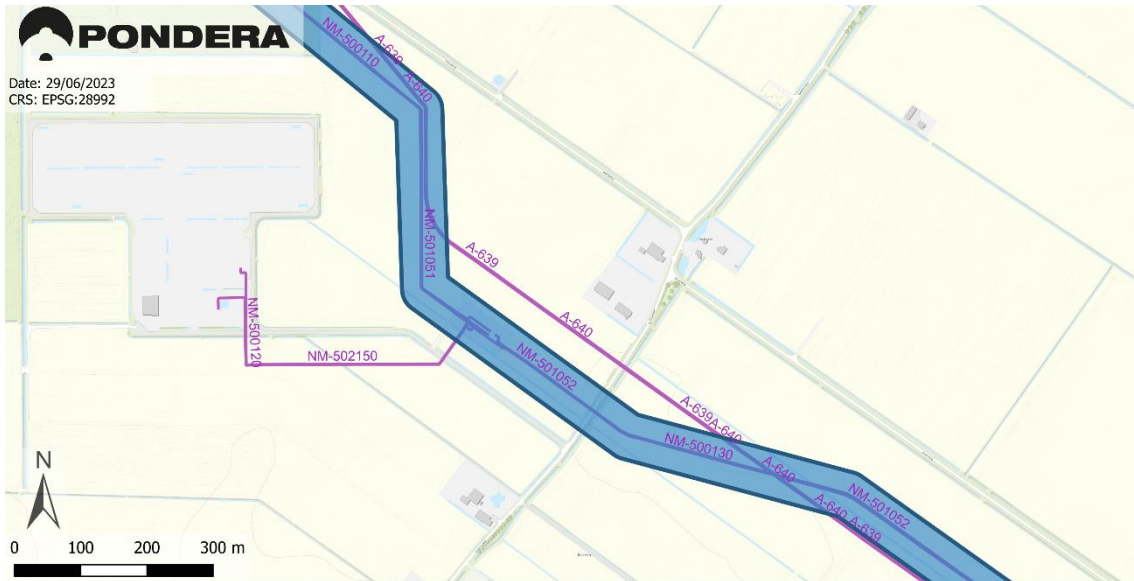 PONDERA
Date: 29/06/2023
CRS: EPSG:28992
NM-500110
A-639
A-640
NM-501051
A-639
NM-500120
NM-502150
A-640
NM-501052
A-639A-640
NM-500130
A-640
NM-501052
A-640 A-639
N
0 100 200 300 m